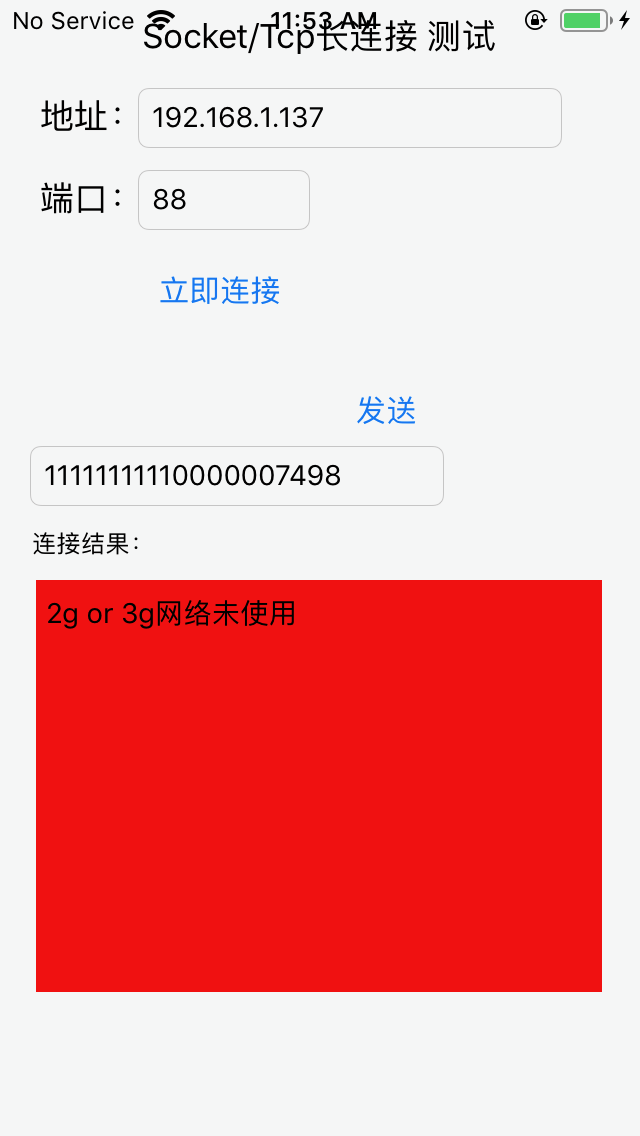 No Service 11:53 AM
Socket/Tcp长连接 测试
地址： 192.168.1.137
端口： 88
立即连接
发送
11111111110000007498
连接结果：
2g or 3g网络未使用